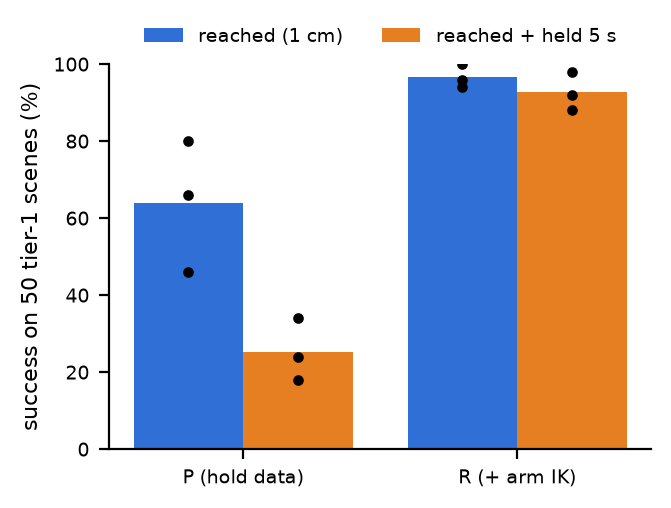 reached (1 cm) reached + held 5 s
success on 50 tier-1 scenes (%)
100
80
60
40
20
0
P (hold data) R (+ arm IK)